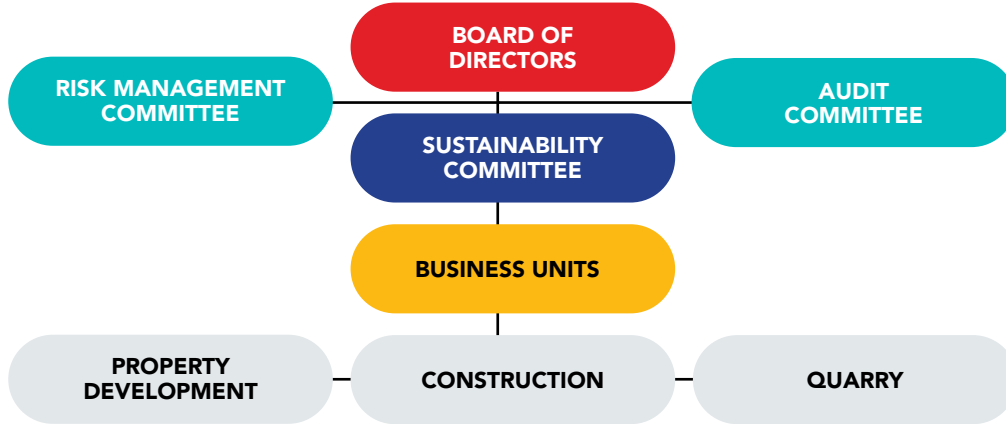 BOARD OF
DIRECTORS
RISK MANAGEMENT
COMMITTEE
AUDIT
COMMITTEE
SUSTAINABILITY
COMMITTEE
BUSINESS UNITS
PROPERTY
DEVELOPMENT
CONSTRUCTION
QUARRY